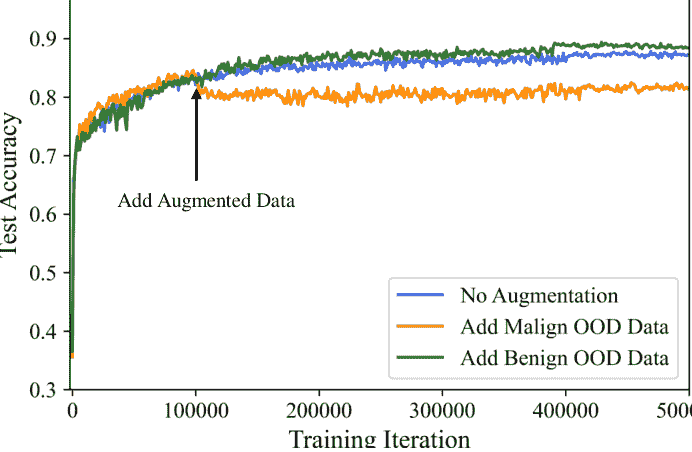 0.9
0.8
0.7
0.6
0.5
0.4
0.3
Test Accuracy
Add Augmented Data
No Augmentation
Add Malign OOD Data
Add Benign OOD Data
0
100000
200000
300000
400000
5000
Training Iteration